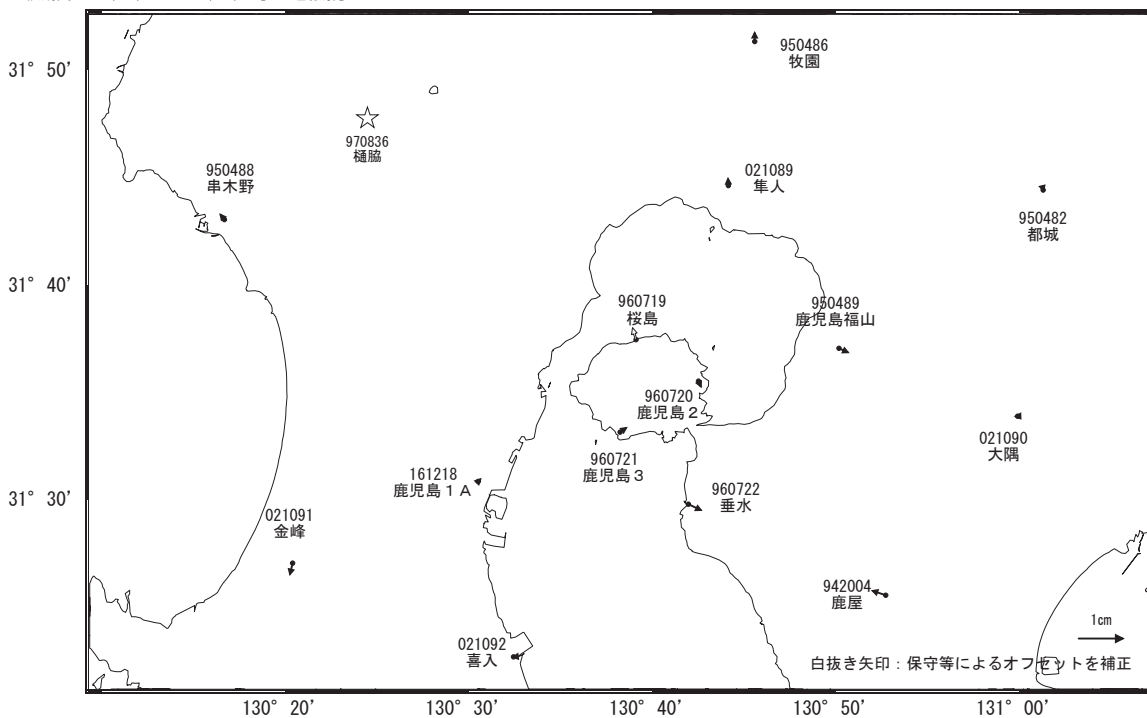 950486
牧園
31° 50'
970836
樋脇
950488
串木野
021089
隼人
950482
都城
31° 40'
960719
桜島
950489
鹿児島福山
960720
鹿児島２
021090
大隅
960721
鹿児島３
161218
鹿児島１Ａ
31° 30'
960722
垂水
021091
金峰
942004
鹿屋
1cm
021092
喜入
白抜き矢印：保守等によるオフセットを補正
130° 20'
130° 30'
130° 40'
130° 50'
131° 00'